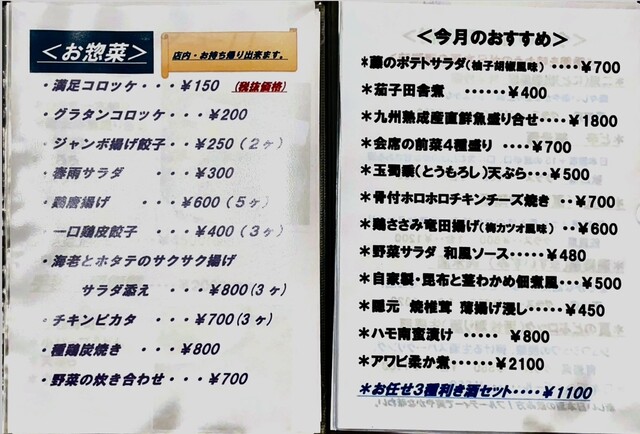 ＜お惣菜＞
店内・お持ち帰り出来ます。
・満足コロッケ・・・￥150 (税抜価格)
・グラタンコロッケ・・￥200
・ジャンボ揚げ餃子・・￥250（2ヶ）
・春雨サラダ ・・・￥300
・鶏唐揚げ ・・・￥600（5ヶ）
・一口鶏皮餃子 ・・・￥400（3ヶ）
・海老とホタテのサクサク揚げ
サラダ添え ・・・￥800(3ヶ)
・チキンピカタ ・・・￥700(3ヶ)
・種鶏炭焼き ・・・￥800
・野菜の炊き合わせ・・・￥700
＜今月のおすすめ＞
＊藤のポテトサラダ(柚子胡椒風味)‥‥￥700
＊茄子田舎煮 ‥‥‥￥400
＊九州熟成産直鮮魚盛り合せ‥‥￥1800
＊会席の前菜4種盛り ‥‥￥700
＊玉蜀黍(とうもろし)天ぷら‥‥￥500
＊骨付ホロホロチキンチーズ焼き ‥￥700
＊鶏ささみ竜田揚げ(梅カツオ風味) ‥￥600
＊野菜サラダ 和風ソース‥‥￥480
＊自家製・昆布と茎わかめ佃煮風‥‥￥500
＊隠元 焼椎茸 薄揚げ浸し‥‥￥450
＊ハモ南蛮漬け ‥‥￥800
＊アワビ柔か煮‥‥￥2100
＊お任せ3種利き酒セット‥‥￥1100